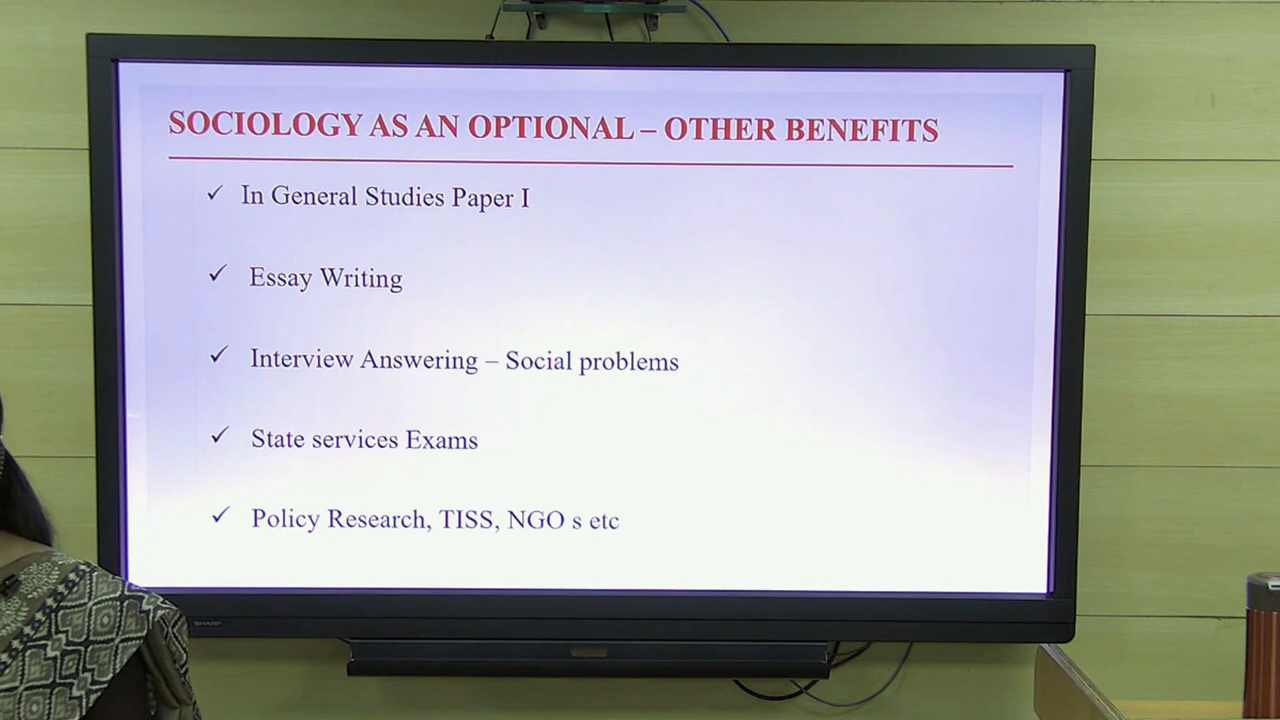 SOCIOLOGY AS AN OPTIONAL – OTHER BENEFITS
✓ In General Studies Paper I
✓ Essay Writing
✓ Interview Answering – Social problems
✓ State services Exams
✓ Policy Research, TISS, NGO s etc
SHARP